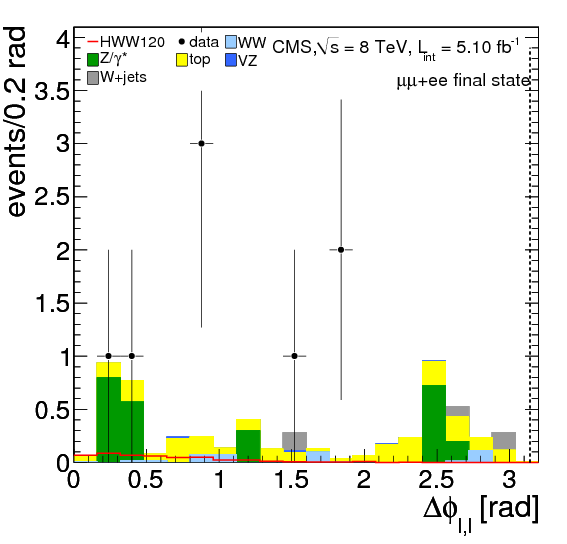 HWW120 data WW CMS,√s = 8 TeV, L_int = 5.10 fb⁻¹
Z/γ* top VZ
W+jets μμ+ee final state
events/0.2 rad
4
3.5
3
2.5
2
1.5
1
0.5
0
0 0.5 1 1.5 2 2.5 3
Δϕ_l,l [rad]